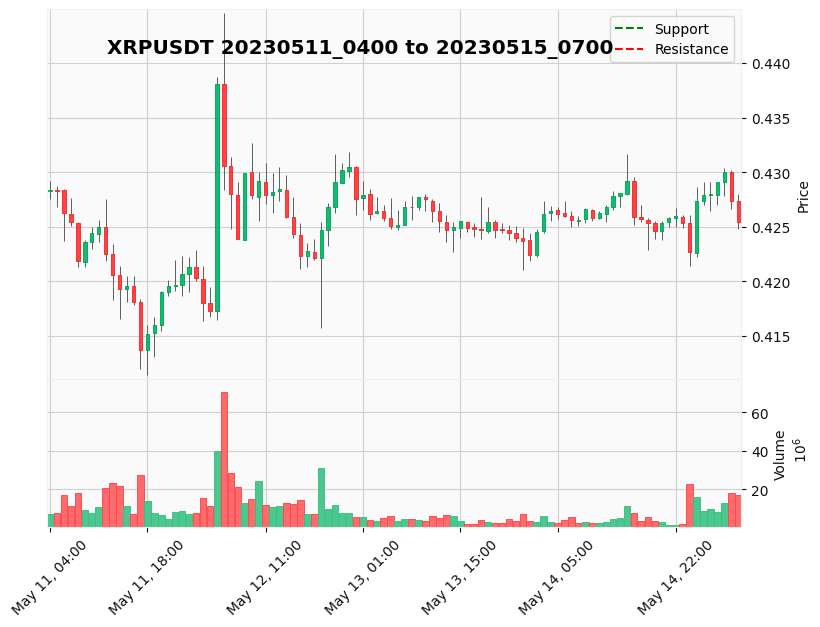 XRPUSDT 20230511_0400 to 20230515_0700
Support
Resistance
0.440
0.435
0.430
0.425
0.420
0.415
Price
60
40
20
Volume
10^6
May 11, 04:00
May 11, 18:00
May 12, 11:00
May 13, 01:00
May 13, 15:00
May 14, 05:00
May 14, 22:00